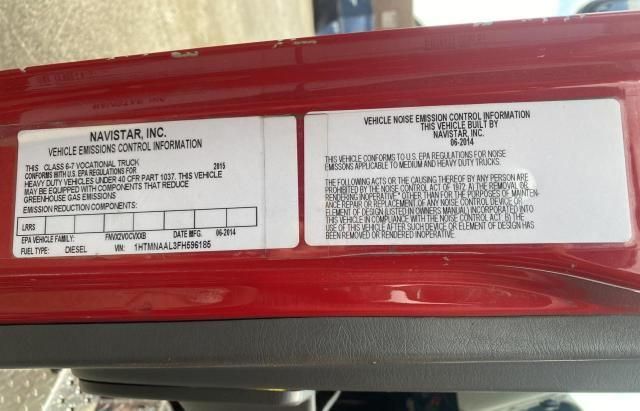 NAVISTAR, INC.
VEHICLE EMISSIONS CONTROL INFORMATION
THIS CLASS 6-7 VOCATIONAL TRUCK
CONFORMS WITH U.S. EPA REGULATIONS FOR 2015
HEAVY DUTY VEHICLES UNDER 40 CFR PART 1037. THIS VEHICLE
MAY BE EQUIPPED WITH COMPONENTS THAT REDUCE
GREENHOUSE GAS EMISSIONS
EMISSION REDUCTION COMPONENTS:
LRRS
EPA VEHICLE FAMILY: FNVX2VOCVXXB DATE MFG. 06-2014
FUEL TYPE: DIESEL VIN: 1HTMNAAL3FH596185
VEHICLE NOISE EMISSION CONTROL INFORMATION
THIS VEHICLE BUILT BY
NAVISTAR, INC.
06-2014
THIS VEHICLE CONFORMS TO U.S. EPA REGULATIONS FOR NOISE
EMISSIONS APPLICABLE TO MEDIUM AND HEAVY DUTY TRUCKS.
THE FOLLOWING ACTS OR THE CAUSING THEREOF BY ANY PERSON ARE
PROHIBITED BY THE NOISE CONTROL ACT OF 1972 A) THE REMOVAL OR
RENDERING INOPERATIVE, OTHER THAN FOR THE PURPOSES OF MAINTEN-
ANCE REPAIR OR REPLACEMENT OF ANY NOISE CONTROL DEVICE OR
ELEMENT OF DESIGN (LISTED IN OWNERS MANUAL) INCORPORATED INTO
THIS VEHICLE IN COMPLIANCE WITH THE NOISE CONTROL ACT. B) THE
USE OF THIS VEHICLE AFTER SUCH DEVICE OR ELEMENT OF DESIGN HAS
BEEN REMOVED OR RENDERED INOPERATIVE.